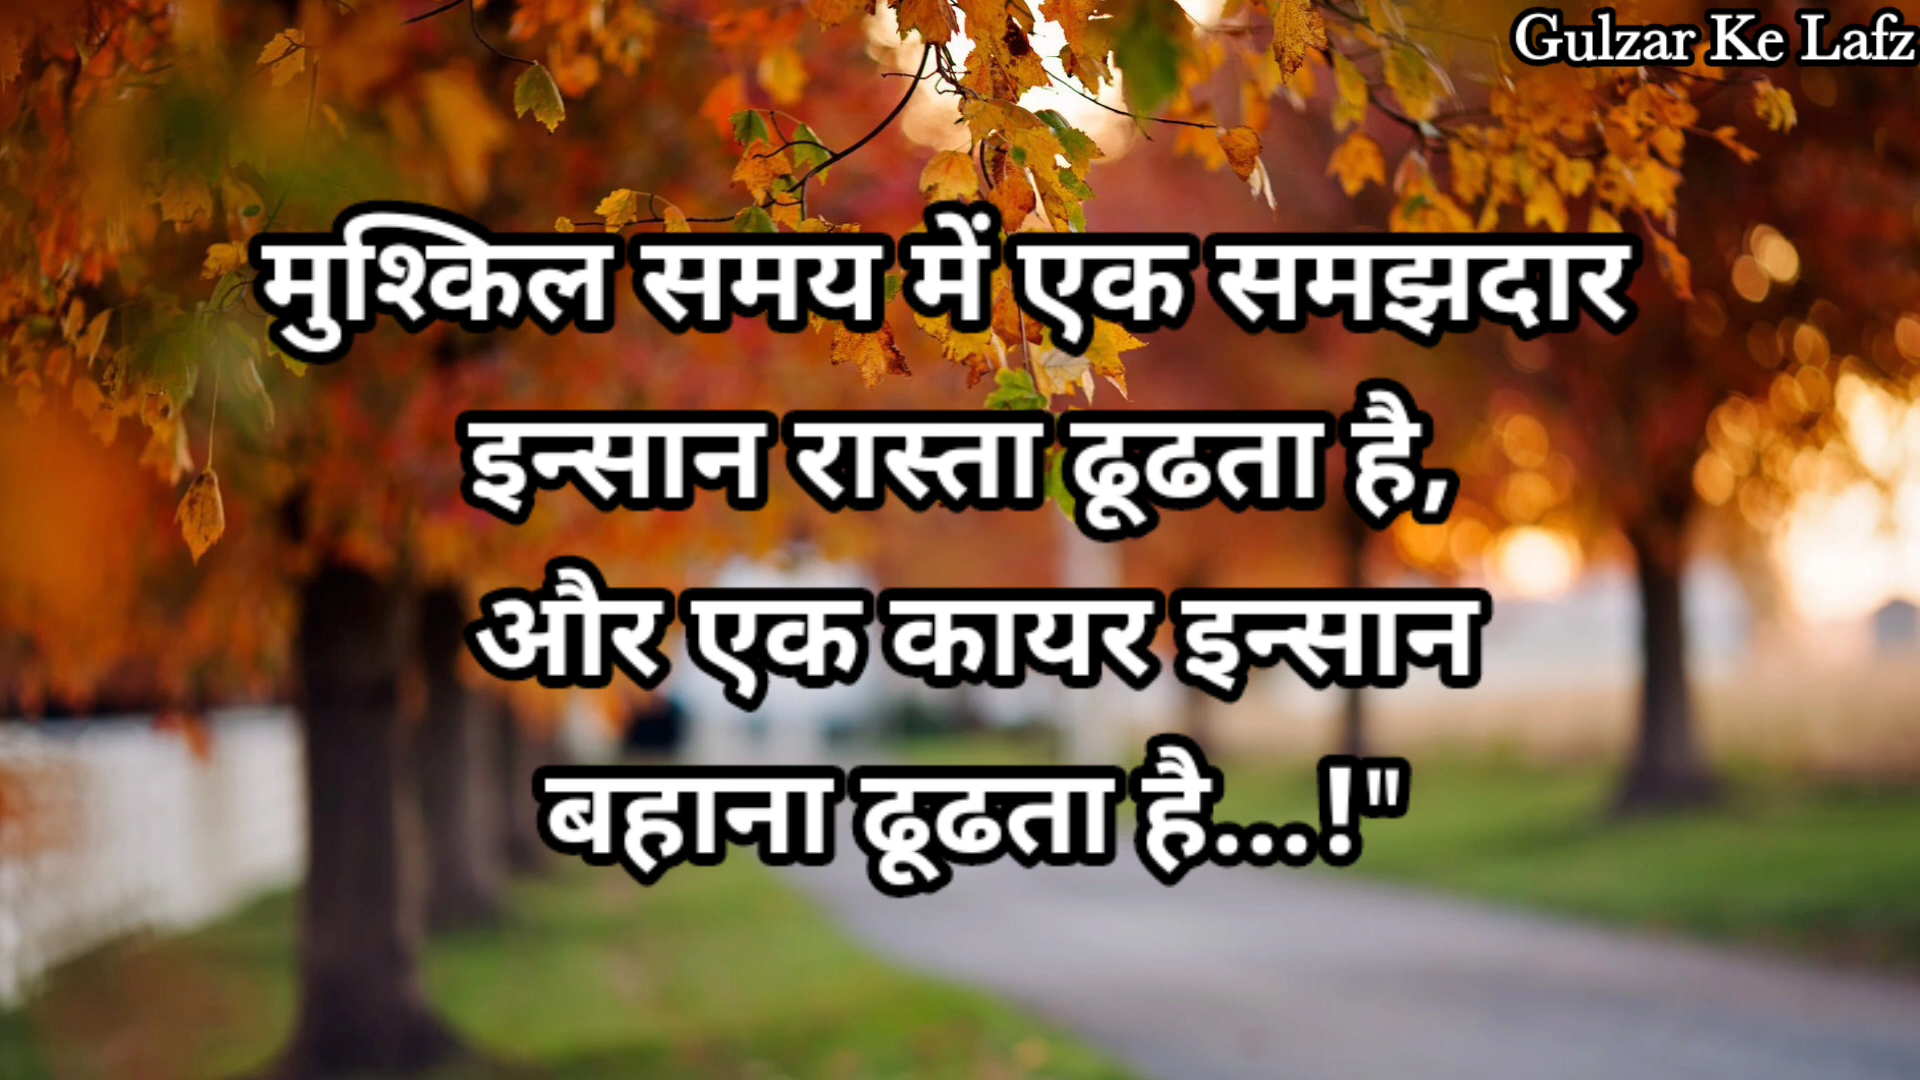 Gulzar Ke Lafz
मुश्किल समय में एक समझदार
इन्सान रास्ता ढूढता है,
और एक कायर इन्सान
बहाना ढूढता है...!"